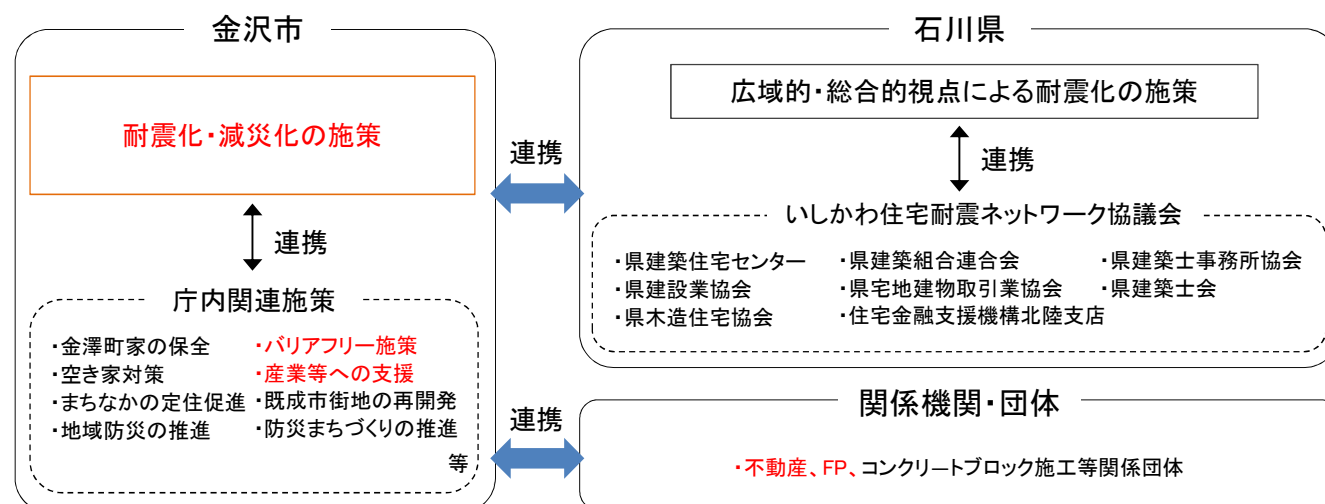 金沢市
耐震化・減災化の施策
連携
庁内関連施策
・金澤町家の保全
・空き家対策
・まちなかの定住促進
・地域防災の推進
・バリアフリー施策
・産業等への支援
・既成市街地の再開発
・防災まちづくりの推進
等
連携
連携
石川県
広域的・総合的視点による耐震化の施策
連携
いしかわ住宅耐震ネットワーク協議会
・県建築住宅センター
・県建設業協会
・県木造住宅協会
・県建築組合連合会
・県宅地建物取引業協会
・住宅金融支援機構北陸支店
・県建築士事務所協会
・県建築士会
関係機関・団体
・不動産、FP、コンクリートブロック施工等関係団体